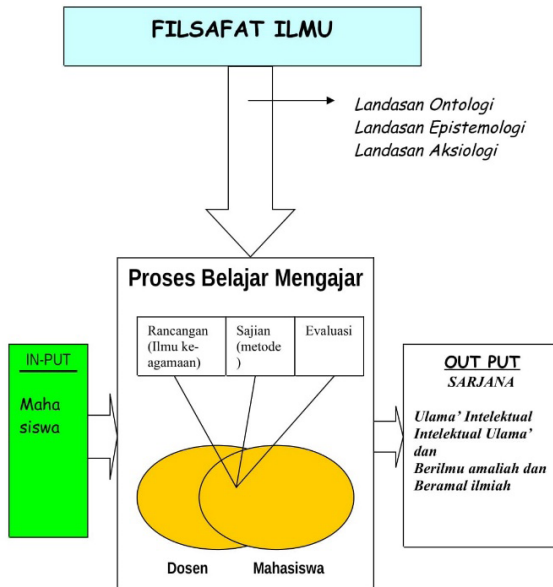 FILSAFAT ILMU
Landasan Ontologi
Landasan Epistemologi
Landasan Aksiologi
Proses Belajar Mengajar
Rancangan
(Ilmu ke-
agamaan)
Sajian
(metode
)
Evaluasi
IN-PUT
Maha
siswa
OUT PUT
SARJANA
Ulama’ Intelektual
Intelektual Ulama’
dan
Berilmu amaliah dan
Beramal ilmiah
Dosen
Mahasiswa